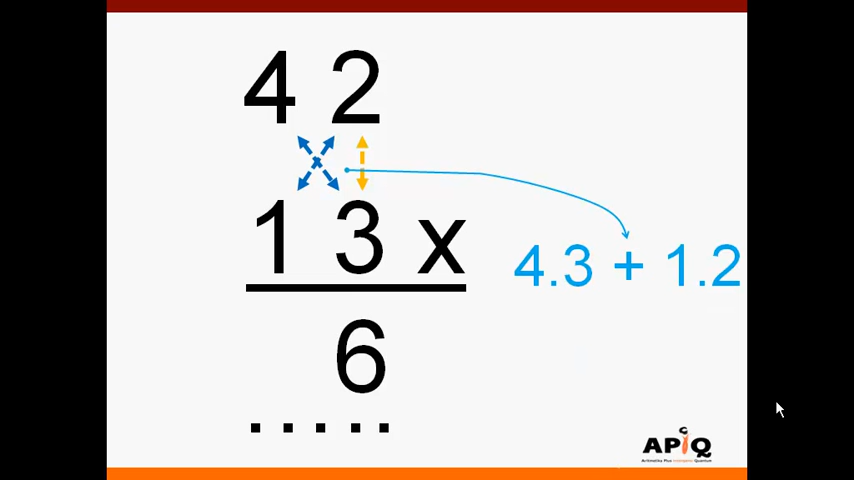 4 2
1 3 x
4.3 + 1.2
6
.....
APIQ